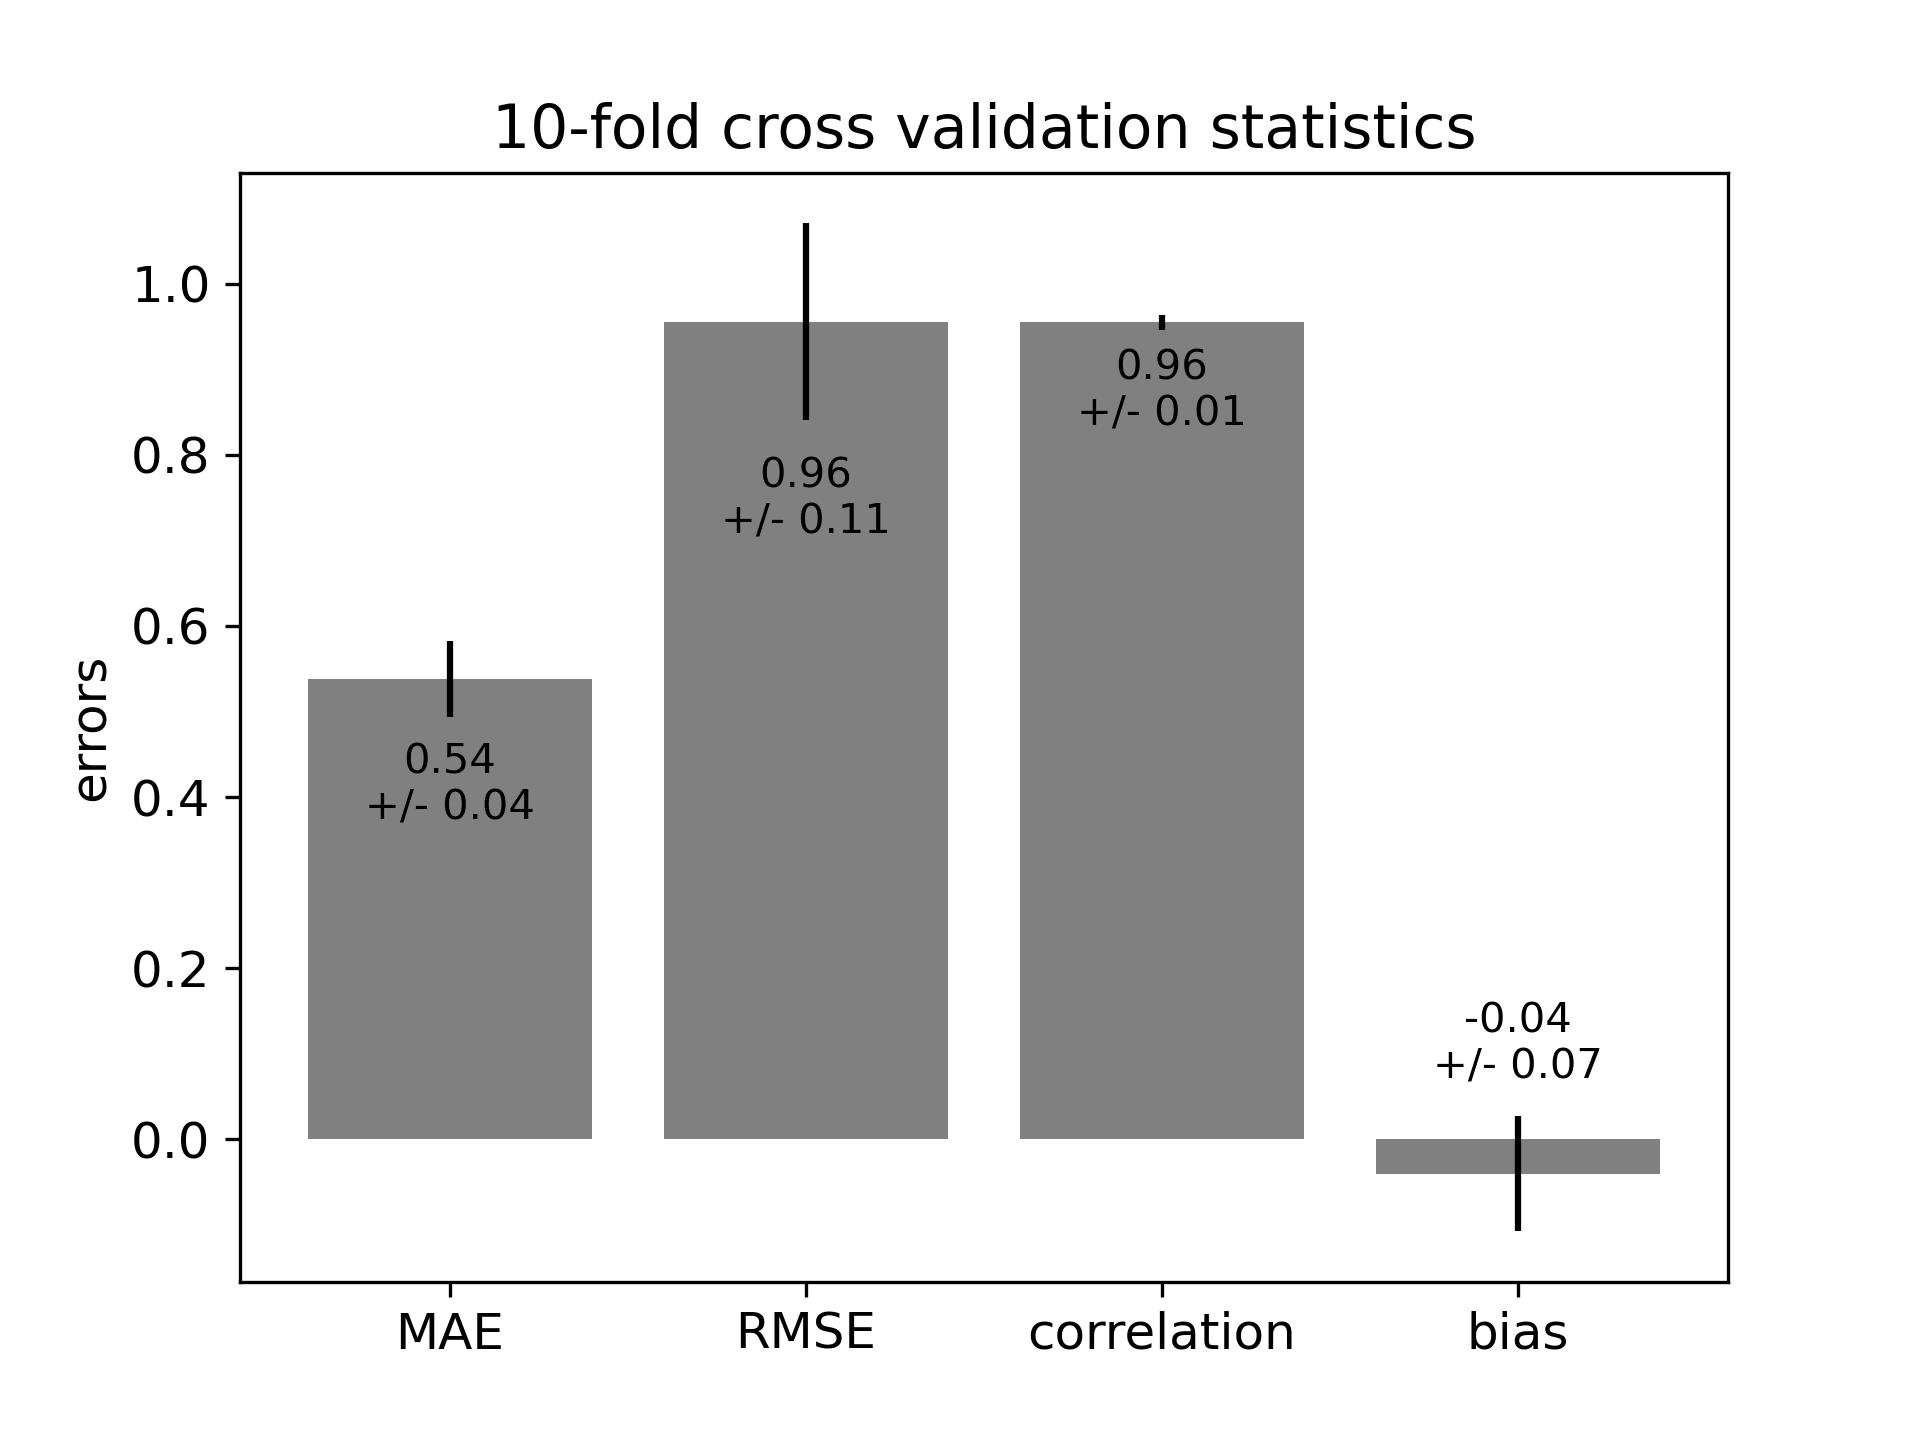 10-fold cross validation statistics
errors
1.0
0.8
0.6
0.4
0.2
0.0
0.54
+/- 0.04
0.96
+/- 0.11
0.96
+/- 0.01
-0.04
+/- 0.07
MAE
RMSE
correlation
bias